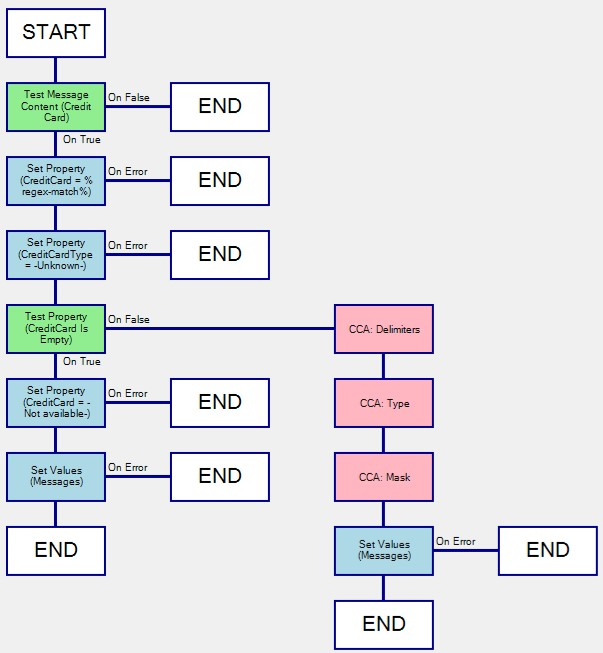 START
Test Message
Content (Credit
Card)
On False
END
On True
Set Property
(CreditCard = %
regex-match%)
On Error
END
Set Property
(CreditCardType
= -Unknown-)
On Error
END
Test Property
(CreditCard Is
Empty)
On False
CCA: Delimiters
On True
Set Property
(CreditCard = -
Not available-)
On Error
END
CCA: Type
Set Values
(Messages)
On Error
END
CCA: Mask
END
Set Values
(Messages)
On Error
END
END